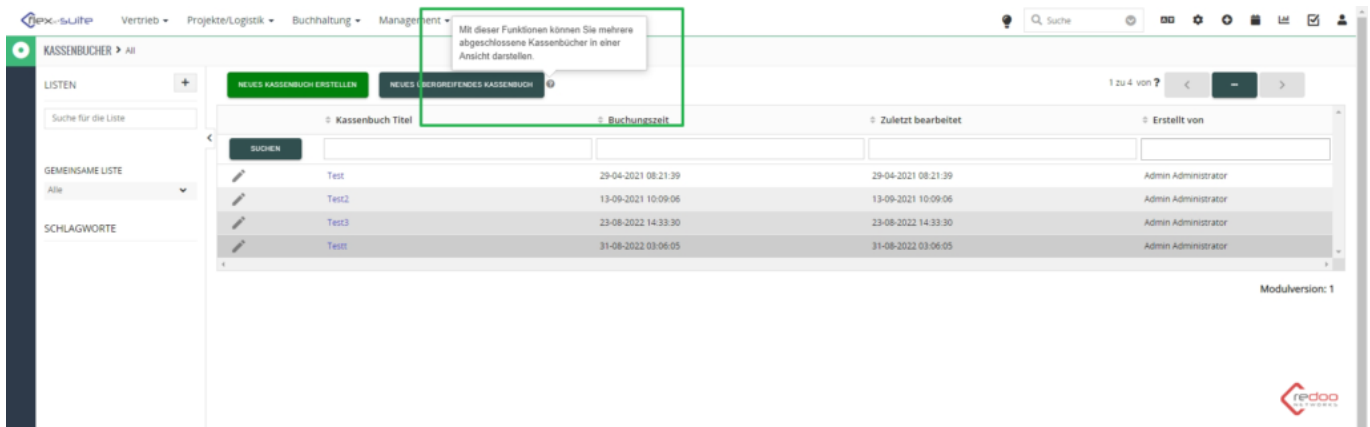 flex-suite Vertrieb Projekte/Logistik Buchhaltung Management Suche
Mit dieser Funktionen können Sie mehrere
abgeschlossene Kassenbücher in einer
Ansicht darstellen.
KASSENBUCHER > All
LISTEN +
NEUES KASSENBUCH ERSTELLEN NEUES ÜBERGREIFENDES KASSENBUCH ? 1 zu 4 von ? < - >
Suche für die Liste
Kassenbuch Titel Buchungszeit Zuletzt bearbeitet Erstellt von
SUCHEN
GEMEINSAME LISTE
Alle
SCHLAGWORTE
Test 29-04-2021 08:21:39 29-04-2021 08:21:39 Admin Administrator
Test2 13-09-2021 10:09:06 13-09-2021 10:09:06 Admin Administrator
Test3 23-08-2022 14:33:30 23-08-2022 14:33:30 Admin Administrator
Testt 31-08-2022 03:06:05 31-08-2022 03:06:05 Admin Administrator
Modulversion: 1
redoo
NETWORKS